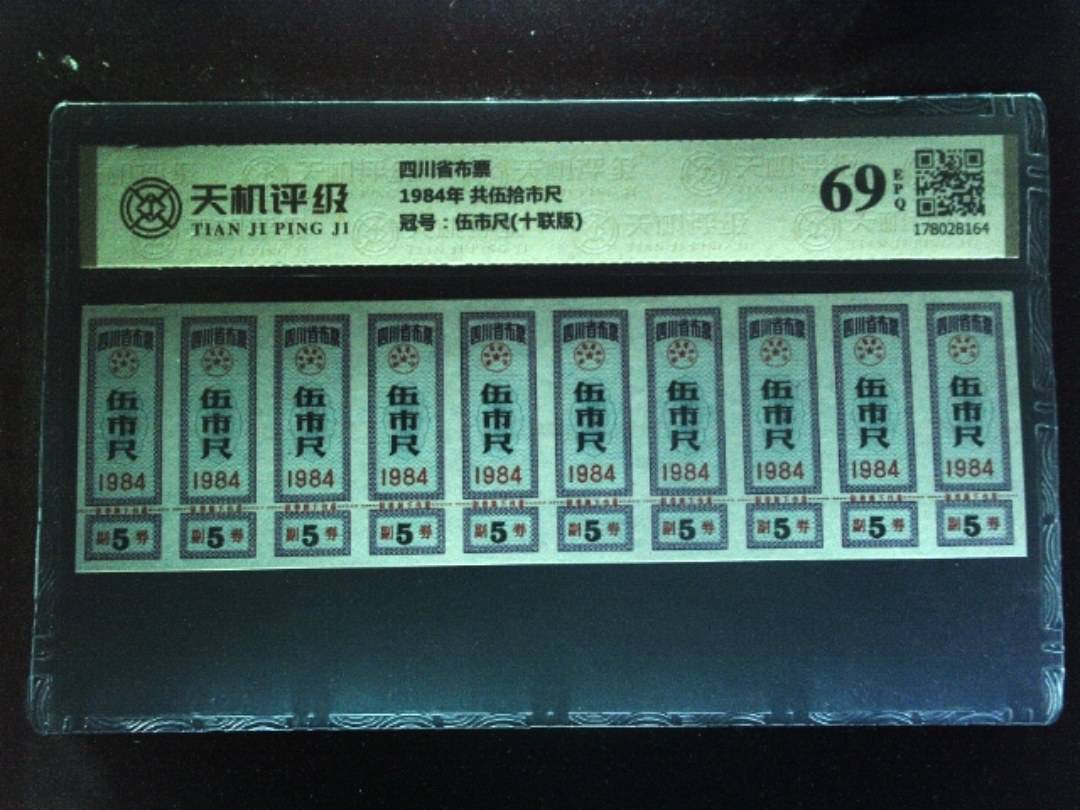 天机评级
TIAN JI PING JI
四川省布票
1984年 共伍拾市尺
冠号：伍市尺(十联版)
69
EPQ
178028164
四川省布票 四川省布票 四川省布票 四川省布票 四川省布票 四川省布票 四川省布票 四川省布票 四川省布票 四川省布票
伍市尺 伍市尺 伍市尺 伍市尺 伍市尺 伍市尺 伍市尺 伍市尺 伍市尺 伍市尺
1984 1984 1984 1984 1984 1984 1984 1984 1984 1984
副5券 副5券 副5券 副5券 副5券 副5券 副5券 副5券 副5券 副5券